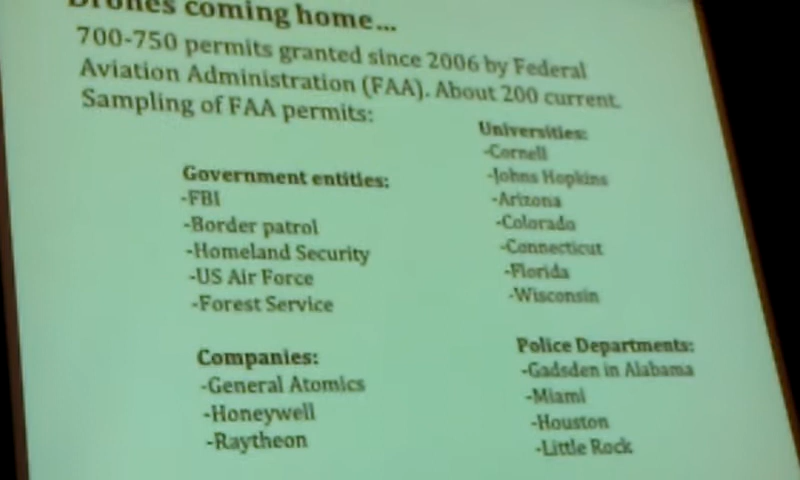 Drones coming home...
700-750 permits granted since 2006 by Federal
Aviation Administration (FAA). About 200 current.
Sampling of FAA permits:
Government entities:
-FBI
-Border patrol
-Homeland Security
-US Air Force
-Forest Service
Universities:
-Cornell
-Johns Hopkins
-Arizona
-Colorado
-Connecticut
-Florida
-Wisconsin
Companies:
-General Atomics
-Honeywell
-Raytheon
Police Departments:
-Gadsden in Alabama
-Miami
-Houston
-Little Rock